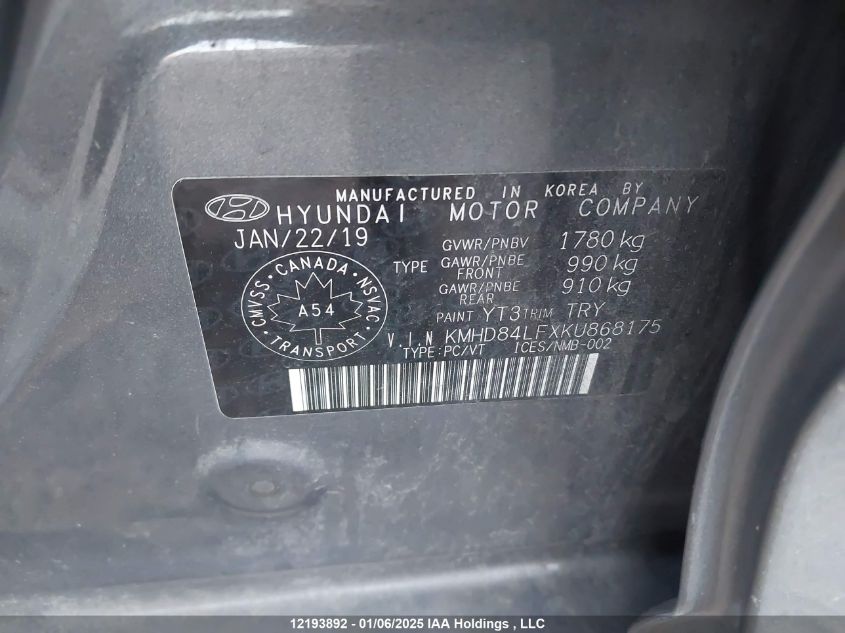 MANUFACTURED IN KOREA BY
HYUNDAI MOTOR COMPANY
JAN/22/19
GVWR/PNBV 1780 kg
TYPE GAWR/PNBE FRONT 990 kg
GAWR/PNBE REAR 910 kg
PAINT YT3 TRIM TRY
CMVSS · CANADA · NSVAC · TRANSPORT ·
A54
V.I.N KMHD84LFXKU868175
TYPE:PC/VT ICES/NMB-002
12193892 - 01/06/2025 IAA Holdings , LLC